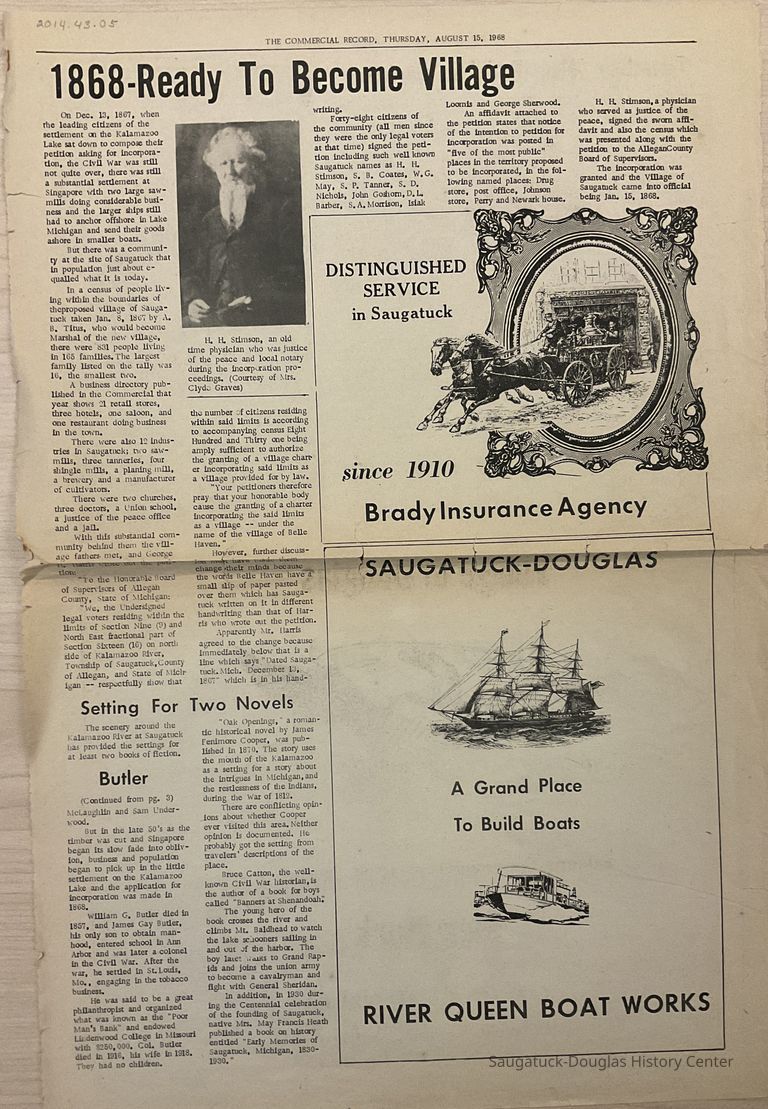 2014.43.05
THE COMMERCIAL RECORD, THURSDAY, AUGUST 15, 1968
1868-Ready To Become Village
On Dec. 13, 1867, when
the leading citizens of the
settlement on the Kalamazoo
Lake sat down to compose their
petition asking for incorpora-
tion, the Civil War was still
not quite over, there was still
a substantial settlement at
Singapore with two large saw-
mills doing considerable busi-
ness and the larger ships still
had to anchor offshore in Lake
Michigan and send their goods
ashore in smaller boats.
But there was a communi-
ty at the site of Saugatuck that
in population just about e-
qualled what it is today.
In a census of people liv-
ing within the boundaries of
theproposed village of Sauga-
tuck taken Jan. 8, 1867 by A.
B. Titus, who would become
Marshal of the new village,
there were 831 people living
in 165 families. The largest
family listed on the tally was
16, the smallest two.
A business directory pub-
lished in the Commercial that
year shows 21 retail stores,
three hotels, one saloon, and
one restaurant doing business
in the town.
There were also 12 indus-
tries in Saugatuck; two saw-
mills, three tanneries, four
shingle mills, a planing mill,
a brewery and a manufacturer
of cultivators.
There were two churches,
three doctors, a Union school,
a justice of the peace office
and a jail.
With this substantial com-
munity behind them the vill-
age fathers met, and George
tion:
"To the Honorable Board
of Supervisors of Allegan
County, State of Michigan:
"We, the Undersigned
legal voters residing within the
limits of Section Nine (9) and
North East fractional part of
Section Sixteen (16) on north
side of Kalamazoo River,
Township of Saugatuck, County
of Allegan, and State of Mich-
igan -- respectfully show that
H. H. Stimson, an old
time physician who was justice
of the peace and local notary
during the incorporation pro-
ceedings. (Courtesy of Mrs.
Clyde Graves)
the number of citizens residing
within said limits is according
to accompanying census Eight
Hundred and Thirty one being
amply sufficient to authorize
the granting of a village chart-
er incorporating said limits as
a village provided for by law.
"Your petitioners therefore
pray that your honorable body
cause the granting of a charter
incorporating the said limits
as a village -- under the
name of the village of Belle
Haven."
However, further discuss-
change their minds because
the words Belle Haven have a
small slip of paper pasted
over them which has Sauga-
tuck written on it in different
handwriting than that of Har-
ris who wrote out the petition.
Apparently Mr. Harris
agreed to the change because
immediately below that is a
line which says "Dated Sauga-
tuck, Mich. December 13,
1867" which is in his hand-
writing.
Forty-eight citizens of
the community (all men since
they were the only legal voters
at that time) signed the peti-
tion including such well known
Saugatuck names as H. H.
Stimson, S. B. Coates, W.G.
May, S. P. Tanner, S. D.
Nichols, John Goshorn, D.L.
Barber, S.A. Morrison, Isiak
Loomis and George Sherwood.
An affidavit attached to
the petition states that notice
of the intention to petition for
incorporation was posted in
"five of the most public"
places in the territory proposed
to be incorporated, in the fol-
lowing named places: Drug
store, post office, Johnson
store, Perry and Newark house.
H. H. Stimson, a physician
who served as justice of the
peace, signed the sworn affi-
davit and also the census which
was presented along with the
petition to the AlleganCounty
Board of Supervisors.
The incorporation was
granted and the Village of
Saugatuck came into official
being Jan. 15, 1868.
DISTINGUISHED
SERVICE
in Saugatuck
since 1910
Brady Insurance Agency
SAUGATUCK-DOUGLAS
A Grand Place
To Build Boats
RIVER QUEEN BOAT WORKS
Setting For Two Novels
The scenery around the
Kalamazoo River at Saugatuck
has provided the settings for
at least two books of fiction.
Butler
(Continued from pg. 3)
McLaughlin and Sam Under-
wood.
But in the late 50's as the
timber was cut and Singapore
began its slow fade into obliv-
ion, business and population
began to pick up in the little
settlement on the Kalamazoo
Lake and the application for
incorporation was made in
1868.
William G. Butler died in
1857, and James Gay Butler,
his only son to obtain man-
hood, entered school in Ann
Arbor and was later a colonel
in the Civil War. After the
war, he settled in St. Louis,
Mo., engaging in the tobacco
business.
He was said to be a great
philanthropist and organized
what was known as the "Poor
Man's Bank" and endowed
Lindenwood College in Missouri
with $250,000. Col. Butler
died in 1916, his wife in 1918.
They had no children.
"Oak Openings," a roman-
tic historical novel by James
Fenimore Cooper, was pub-
lished in 1870. The story uses
the mouth of the Kalamazoo
as a setting for a story about
the intrigues in Michigan, and
the restlessness of the Indians,
during the War of 1812.
There are conflicting opin-
ions about whether Cooper
ever visited this area. Neither
opinion is documented. He
probably got the setting from
travelers' descriptions of the
place.
Bruce Catton, the well-
known Civil War historian, is
the author of a book for boys
called "Banners at Shenandoah."
The young hero of the
book crosses the river and
climbs Mt. Baldhead to watch
the lake schooners sailing in
and out of the harbor. The
boy later to Grand Rap-
ids and joins the union army
to become a cavalryman and
fight with General Sheridan.
In addition, in 1930 dur-
ing the Centennial celebration
of the founding of Saugatuck,
native Mrs. May Francis Heath
published a book on history
entitled "Early Memories of
Saugatuck, Michigan, 1830-
1930."
Saugatuck-Douglas History Center